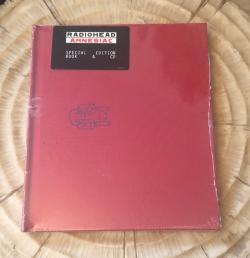 RADIOHEAD
AMNESIAC
SPECIAL EDITION
BOOK & CD